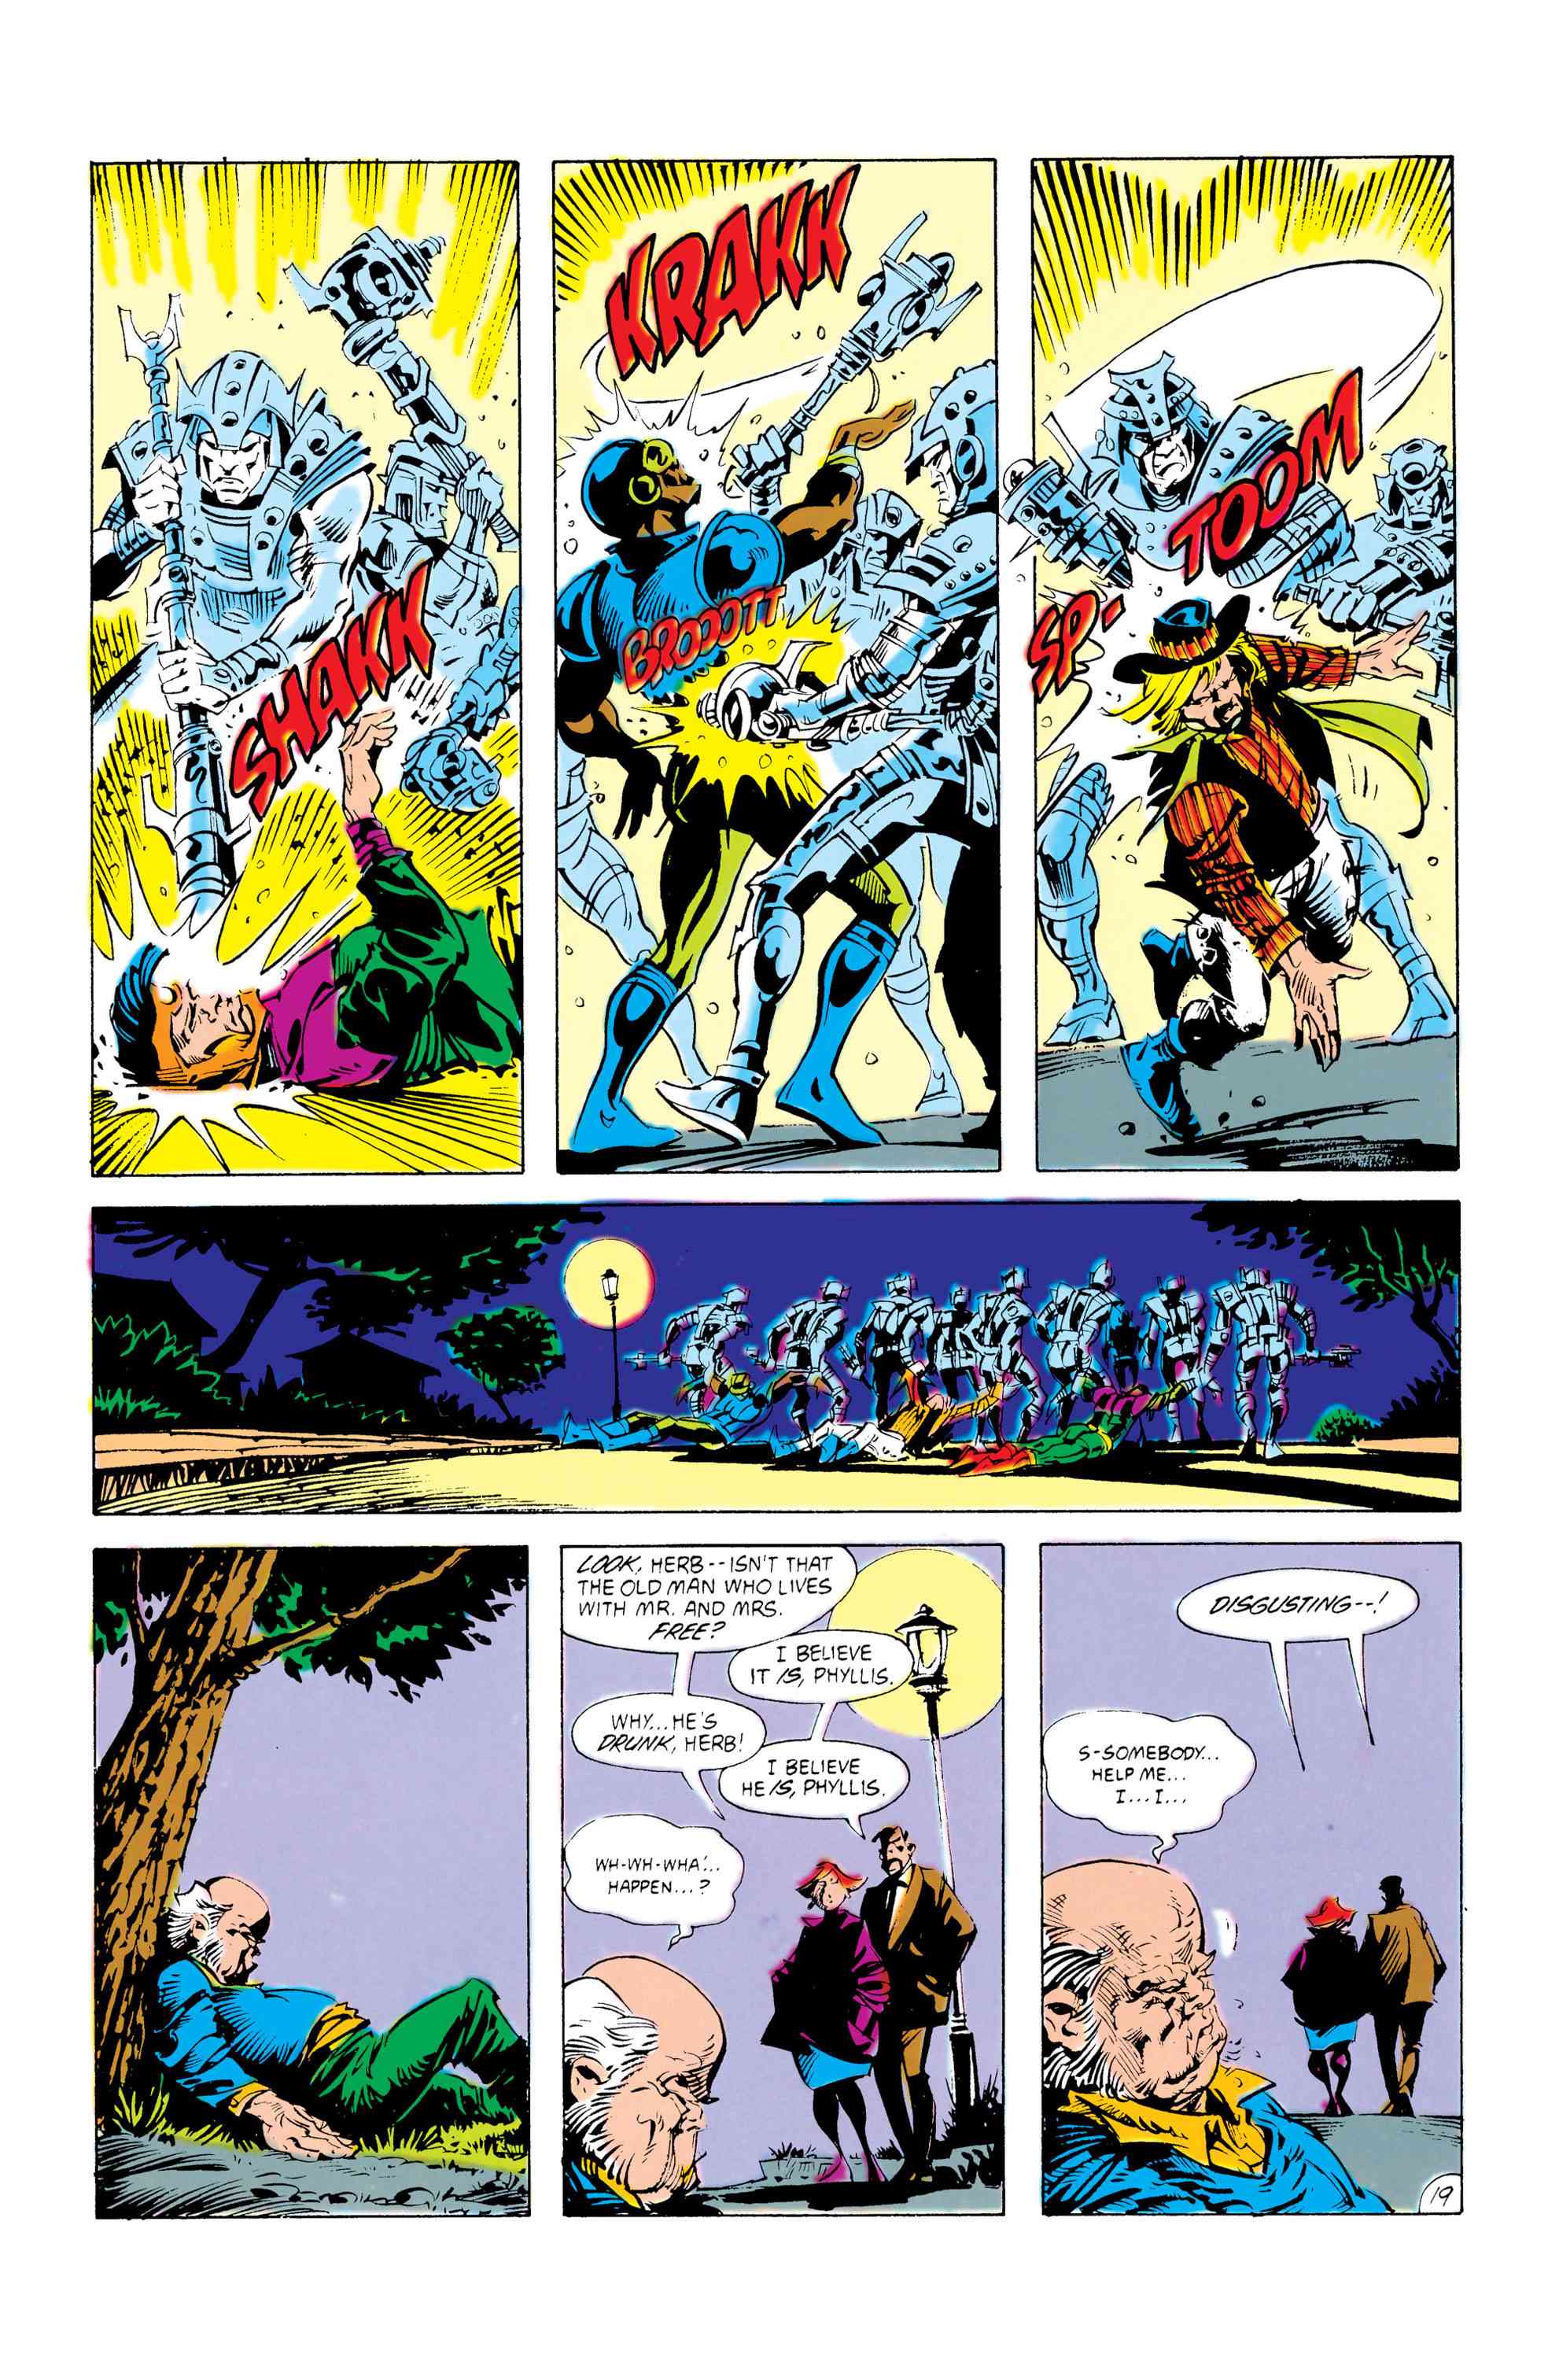 SHAKK
KRAKK
BROOOTT
SP-
TOOM
LOOK, HERB--ISN'T THAT
THE OLD MAN WHO LIVES
WITH MR. AND MRS.
FREE?
I BELIEVE
IT IS, PHYLLIS.
WHY...HE'S
DRUNK, HERB!
I BELIEVE
HE IS, PHYLLIS.
WH-WH-WHA'...
HAPPEN...?
DISGUSTING--!
S-SOMEBODY...
HELP ME...
I...I...
19